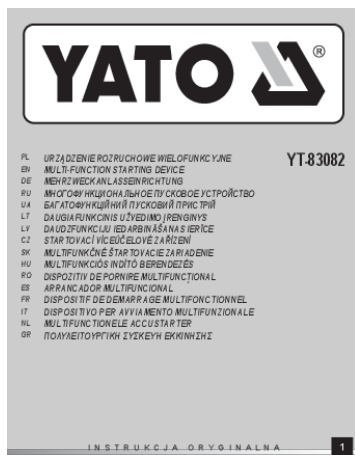 YATO ®
YT-83082
PL URZĄDZENIE ROZRUCHOWE WIELOFUNKCYJNE
EN MULTI-FUNCTION STARTING DEVICE
DE MEHRZWECKANLASSEINRICHTUNG
RU МНОГОФУНКЦИОНАЛЬНОЕ ПУСКОВОЕ УСТРОЙСТВО
UA БАГАТОФУНКЦІЙНИЙ ПУСКОВИЙ ПРИСТРІЙ
LT DAUGIAFUNKCINIS UŽVEDIMO ĮRENGINYS
LV DAUDZFUNKCIJU IEDARBINĀŠANAS IERĪCE
CZ STARTOVACÍ VÍCEÚČELOVÉ ZAŘÍZENÍ
SK MULTIFUNKČNÉ ŠTARTOVACIE ZARIADENIE
HU MULTIFUNKCIÓS INDÍTÓ BERENDEZÉS
RO DISPOZITIV DE PORNIRE MULTIFUNCȚIONAL
ES ARRANCADOR MULTIFUNCIONAL
FR DISPOSITIF DE DEMARRAGE MULTIFONCTIONNEL
IT DISPOSITIVO PER AVVIAMENTO MULTIFUNZIONALE
NL MULTIFUNCTIONELE ACCUSTARTER
GR ΠΟΛΥΛΕΙΤΟΥΡΓΙΚΗ ΣΥΣΚΕΥΗ ΕΚΚΙΝΗΣΗΣ
INSTRUKCJA ORYGINALNA 1